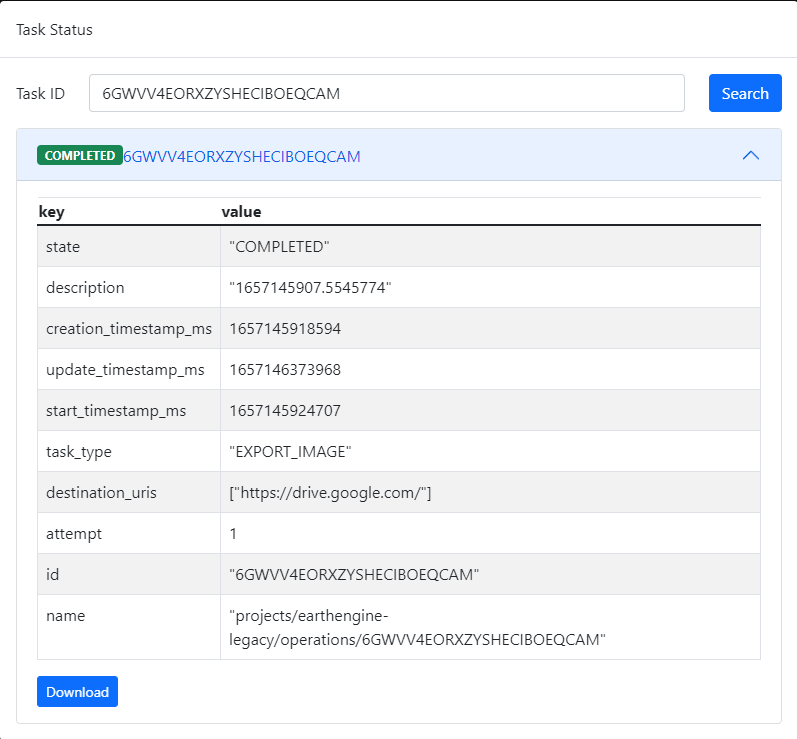 Task Status
Task ID 6GWVV4EORXZYSHECIBOEQCAM Search
COMPLETED 6GWVV4EORXZYSHECIBOEQCAM
key value
state "COMPLETED"
description "1657145907.5545774"
creation_timestamp_ms 1657145918594
update_timestamp_ms 1657146373968
start_timestamp_ms 1657145924707
task_type "EXPORT_IMAGE"
destination_uris ["https://drive.google.com/"]
attempt 1
id "6GWVV4EORXZYSHECIBOEQCAM"
name "projects/earthengine-
legacy/operations/6GWVV4EORXZYSHECIBOEQCAM"
Download